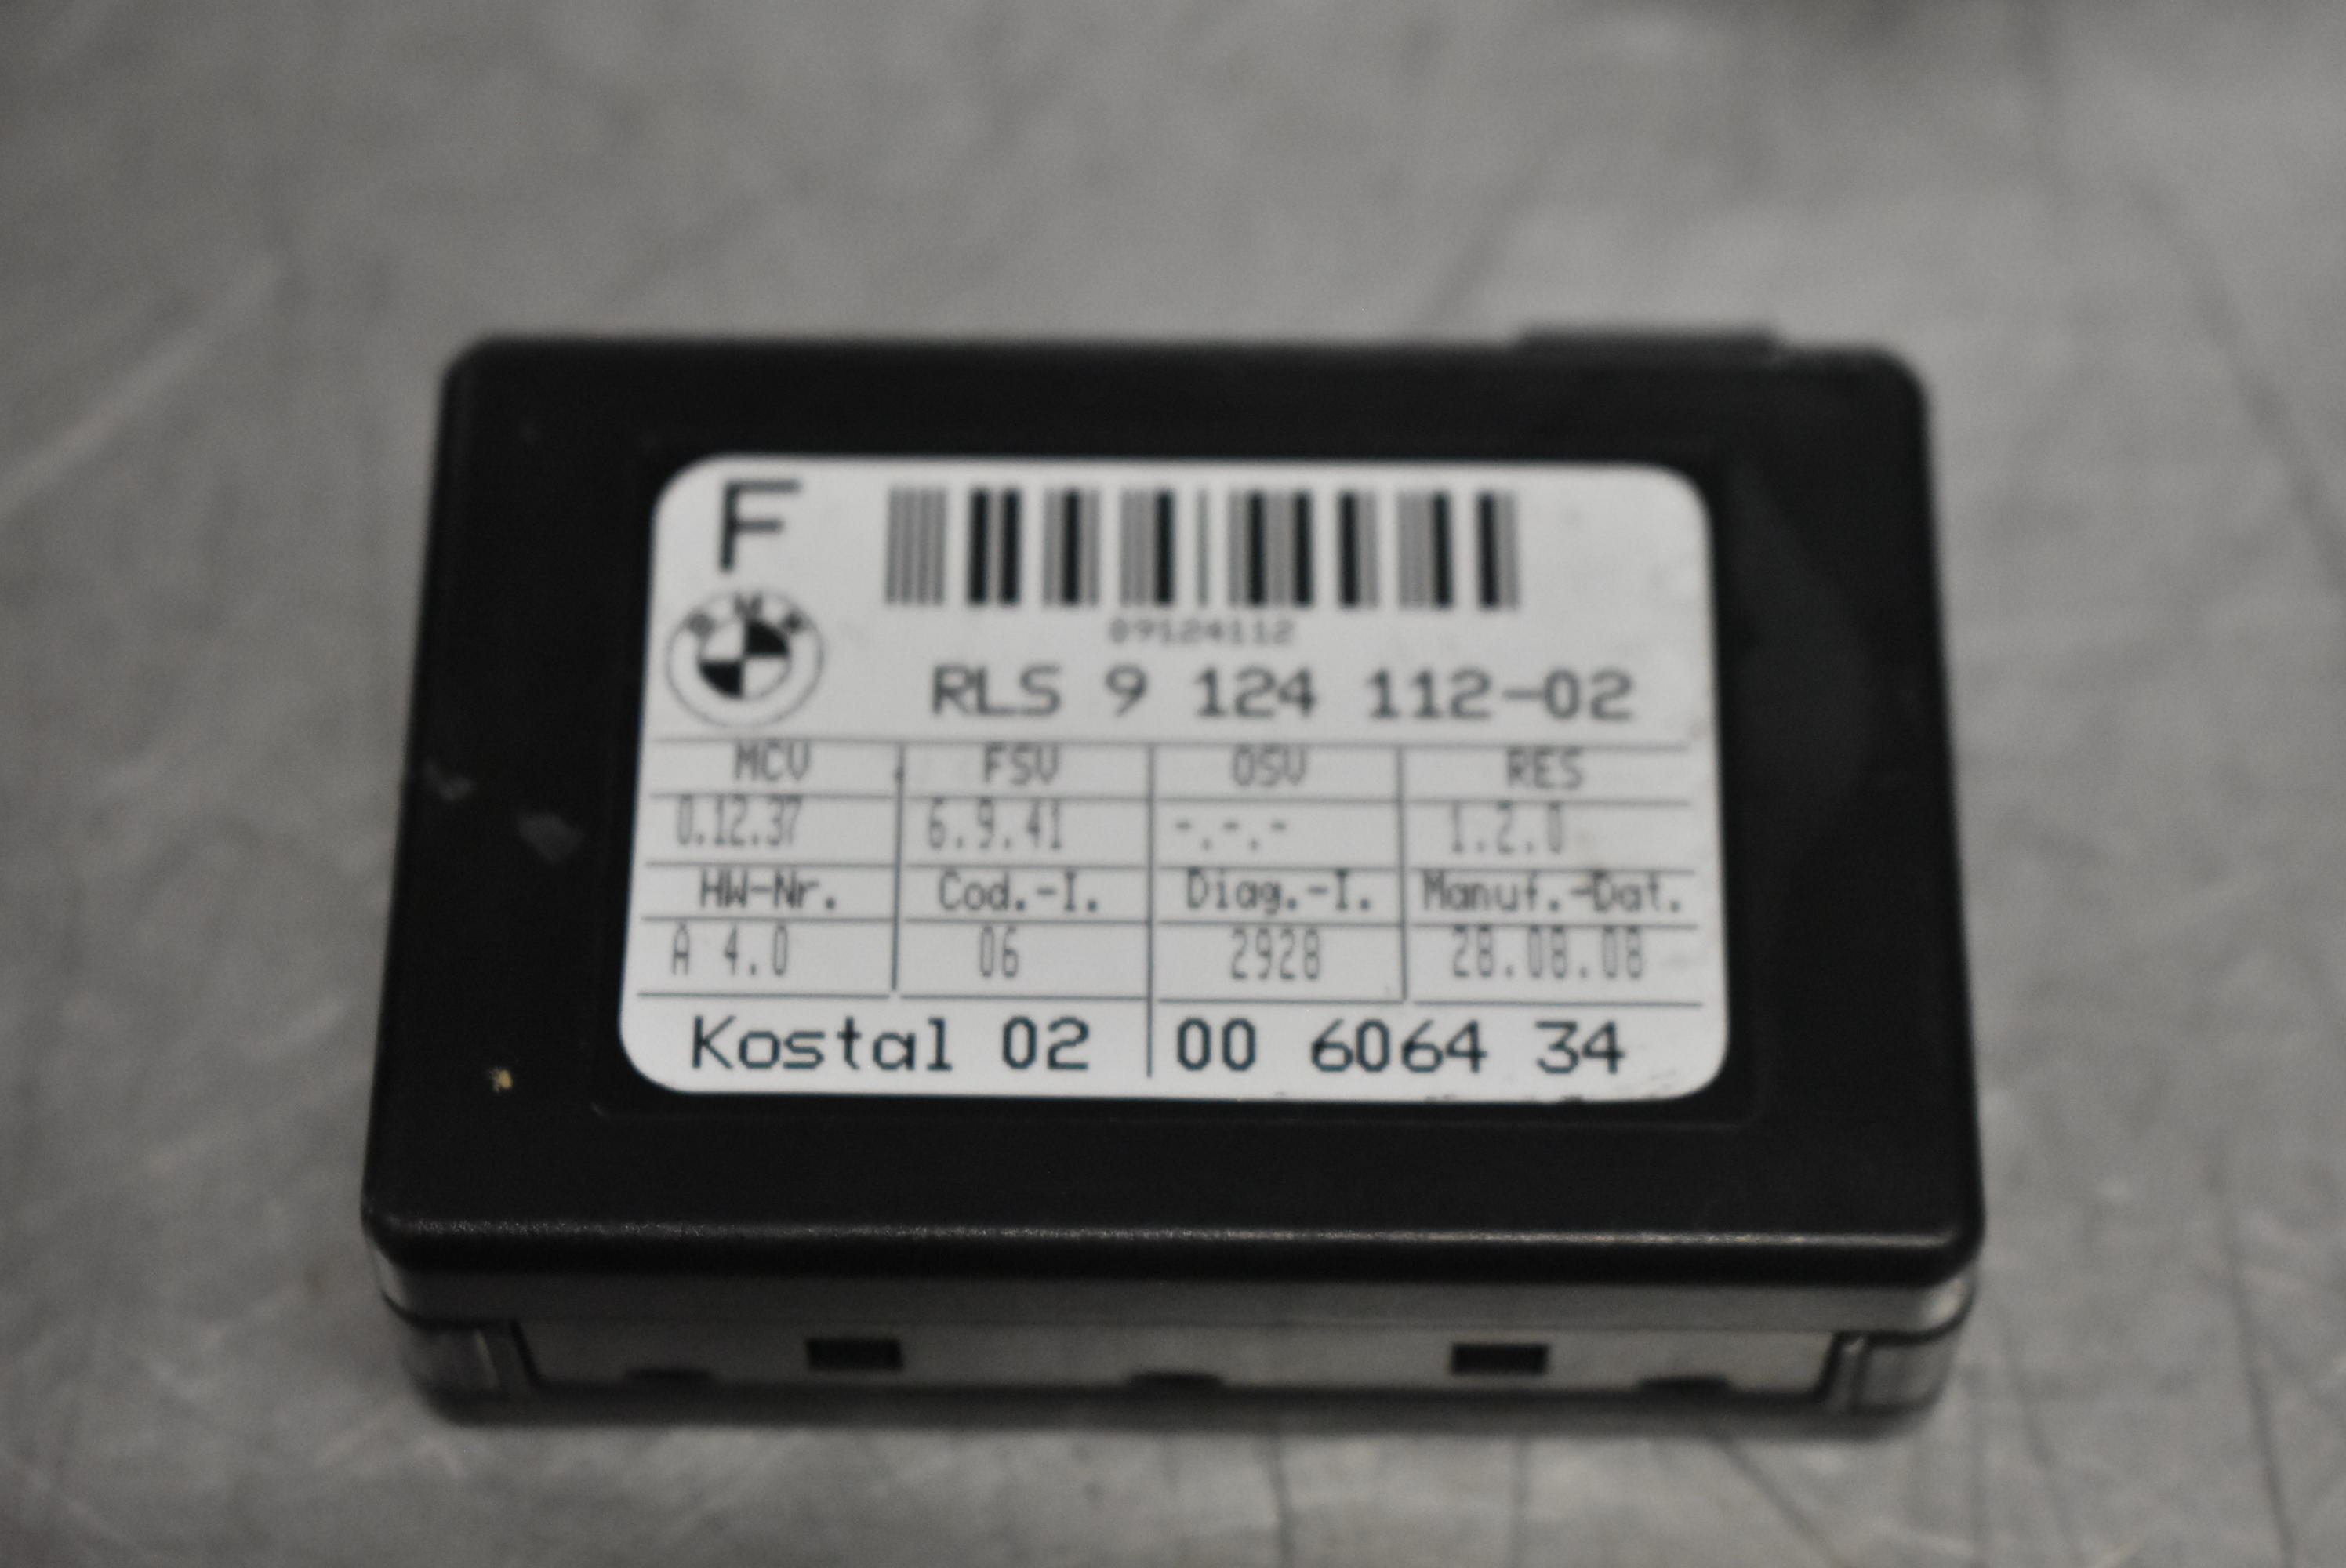 F
BMW
09124112
RLS 9 124 112-02
MCV FSV OSV RES
0.12.37 6.9.41 -.-.- 1.2.0
HW-Nr. Cod.-I. Diag.-I. Manuf.-Dat.
A 4.0 06 2928 28.08.08
Kostal 02 00 6064 34